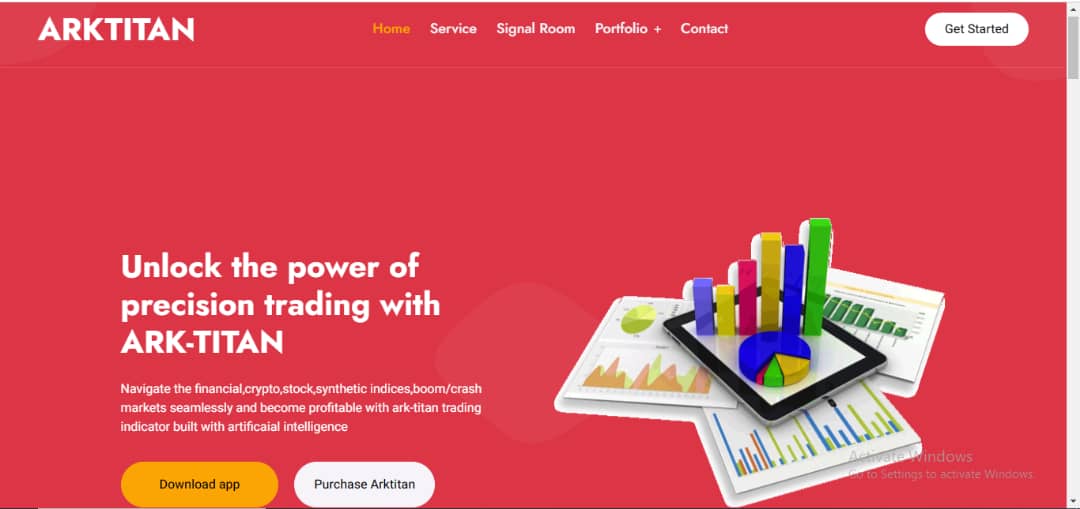 ARKTITAN
Home Service Signal Room Portfolio + Contact
Get Started
Unlock the power of
precision trading with
ARK-TITAN
Navigate the financial,crypto,stock,synthetic indices,boom/crash
markets seamlessly and become profitable with ark-titan trading
indicator built with artificaial intelligence
Download app
Purchase Arktitan
Activate Windows
Go to Settings to activate Windows.